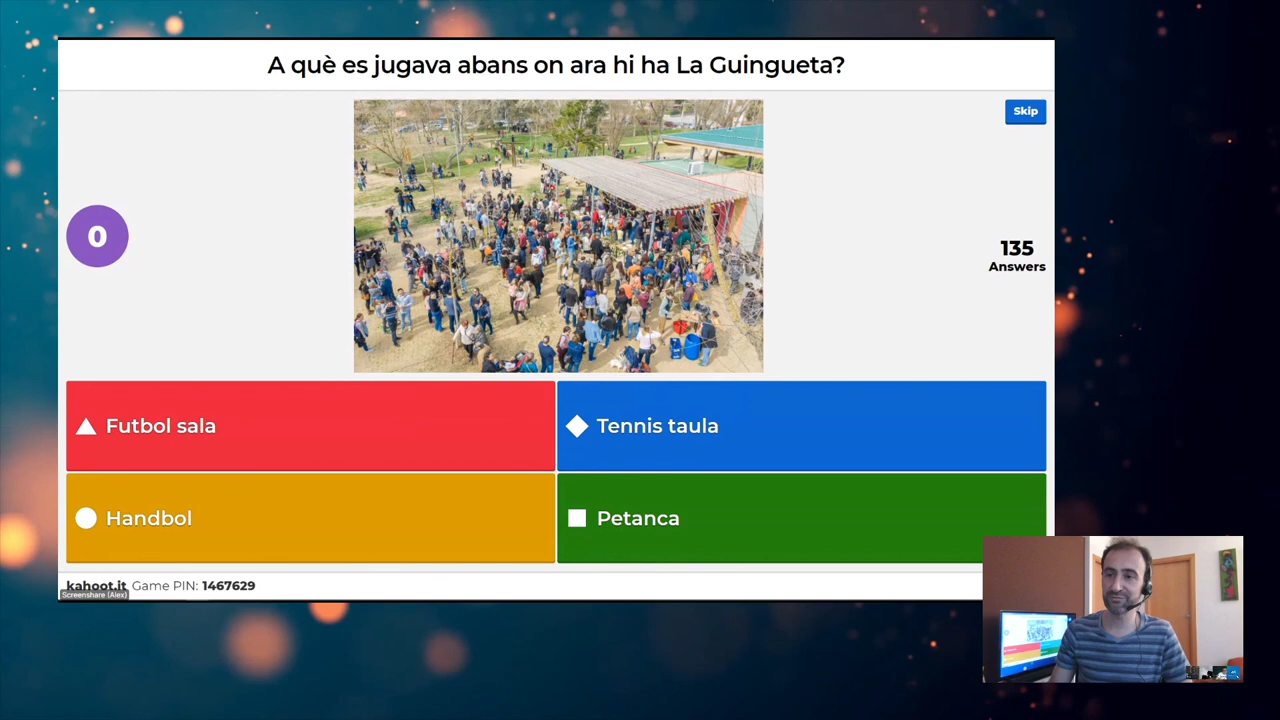 A què es jugava abans on ara hi ha La Guingueta?
Skip
0
135
Answers
Futbol sala
Tennis taula
Handbol
Petanca
kahoot.it Game PIN: 1467629
Screenshare (Alex)